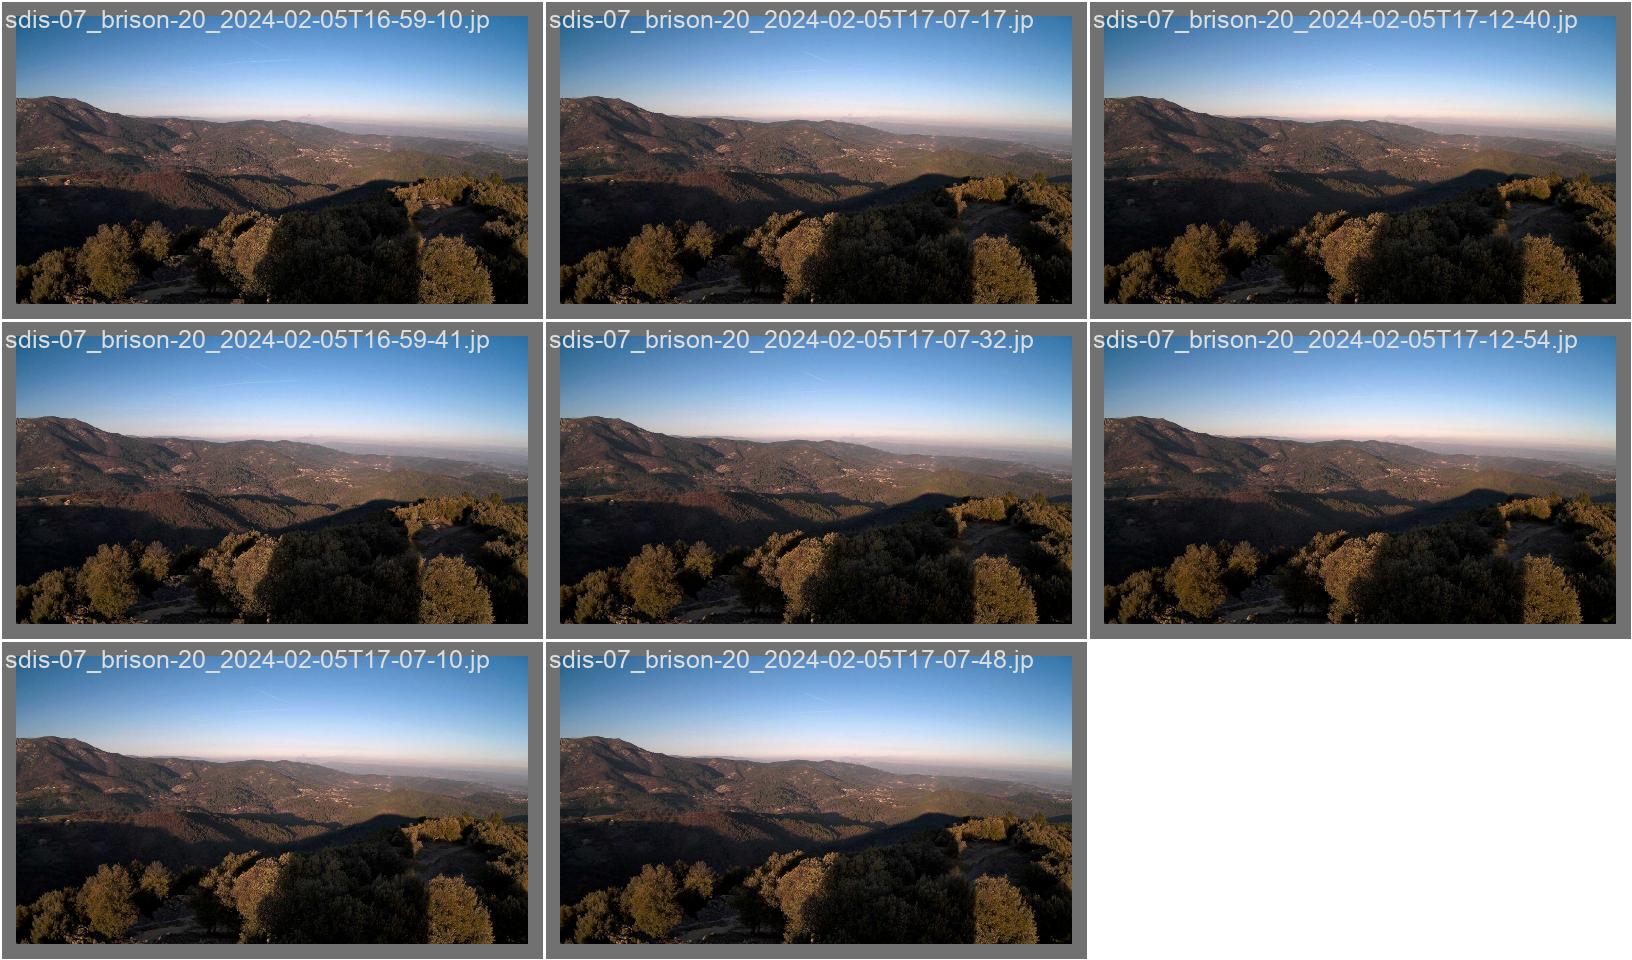 sdis-07_brison-20_2024-02-05T16-59-10.jp
sdis-07_brison-20_2024-02-05T17-07-17.jp
sdis-07_brison-20_2024-02-05T17-12-40.jp
sdis-07_brison-20_2024-02-05T16-59-41.jp
sdis-07_brison-20_2024-02-05T17-07-32.jp
sdis-07_brison-20_2024-02-05T17-12-54.jp
sdis-07_brison-20_2024-02-05T17-07-10.jp
sdis-07_brison-20_2024-02-05T17-07-48.jp